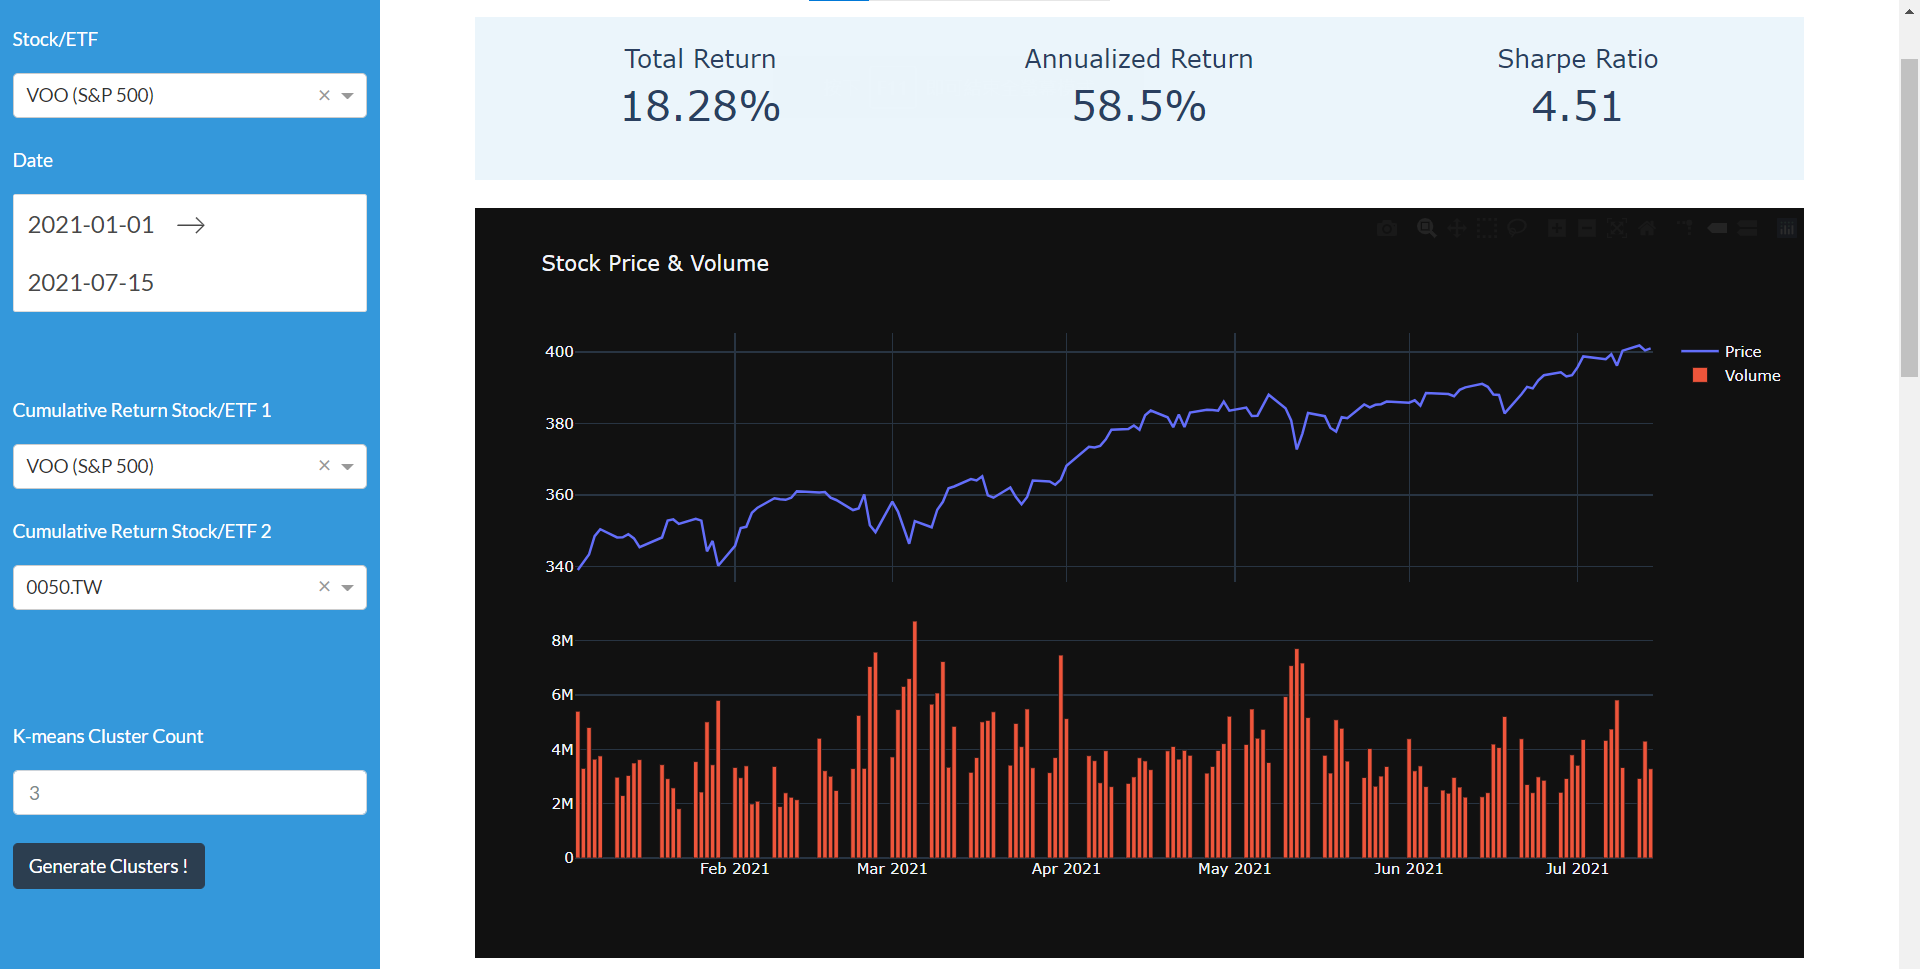 Stock/ETF
VOO (S&P 500)
Date
2021-01-01
2021-07-15
Cumulative Return Stock/ETF 1
VOO (S&P 500)
Cumulative Return Stock/ETF 2
0050.TW
K-means Cluster Count
3
Generate Clusters !
Total Return
18.28%
Annualized Return
58.5%
Sharpe Ratio
4.51
Stock Price & Volume
400
380
360
340
Price
Volume
8M
6M
4M
2M
0
Feb 2021
Mar 2021
Apr 2021
May 2021
Jun 2021
Jul 2021